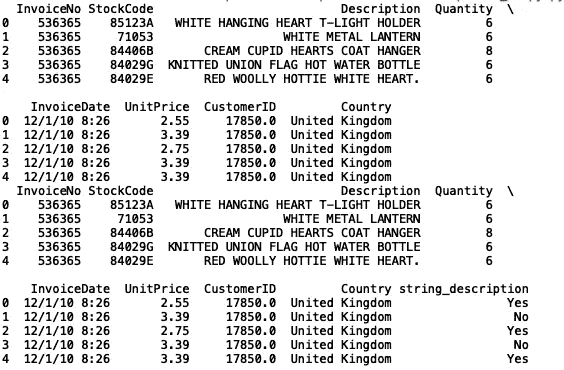 InvoiceNo StockCode Description Quantity \
0 536365 85123A WHITE HANGING HEART T-LIGHT HOLDER 6
1 536365 71053 WHITE METAL LANTERN 6
2 536365 84406B CREAM CUPID HEARTS COAT HANGER 8
3 536365 84029G KNITTED UNION FLAG HOT WATER BOTTLE 6
4 536365 84029E RED WOOLLY HOTTIE WHITE HEART. 6
InvoiceDate UnitPrice CustomerID Country
0 12/1/10 8:26 2.55 17850.0 United Kingdom
1 12/1/10 8:26 3.39 17850.0 United Kingdom
2 12/1/10 8:26 2.75 17850.0 United Kingdom
3 12/1/10 8:26 3.39 17850.0 United Kingdom
4 12/1/10 8:26 3.39 17850.0 United Kingdom
InvoiceNo StockCode Description Quantity \
0 536365 85123A WHITE HANGING HEART T-LIGHT HOLDER 6
1 536365 71053 WHITE METAL LANTERN 6
2 536365 84406B CREAM CUPID HEARTS COAT HANGER 8
3 536365 84029G KNITTED UNION FLAG HOT WATER BOTTLE 6
4 536365 84029E RED WOOLLY HOTTIE WHITE HEART. 6
InvoiceDate UnitPrice CustomerID Country string_description
0 12/1/10 8:26 2.55 17850.0 United Kingdom Yes
1 12/1/10 8:26 3.39 17850.0 United Kingdom No
2 12/1/10 8:26 2.75 17850.0 United Kingdom Yes
3 12/1/10 8:26 3.39 17850.0 United Kingdom No
4 12/1/10 8:26 3.39 17850.0 United Kingdom Yes